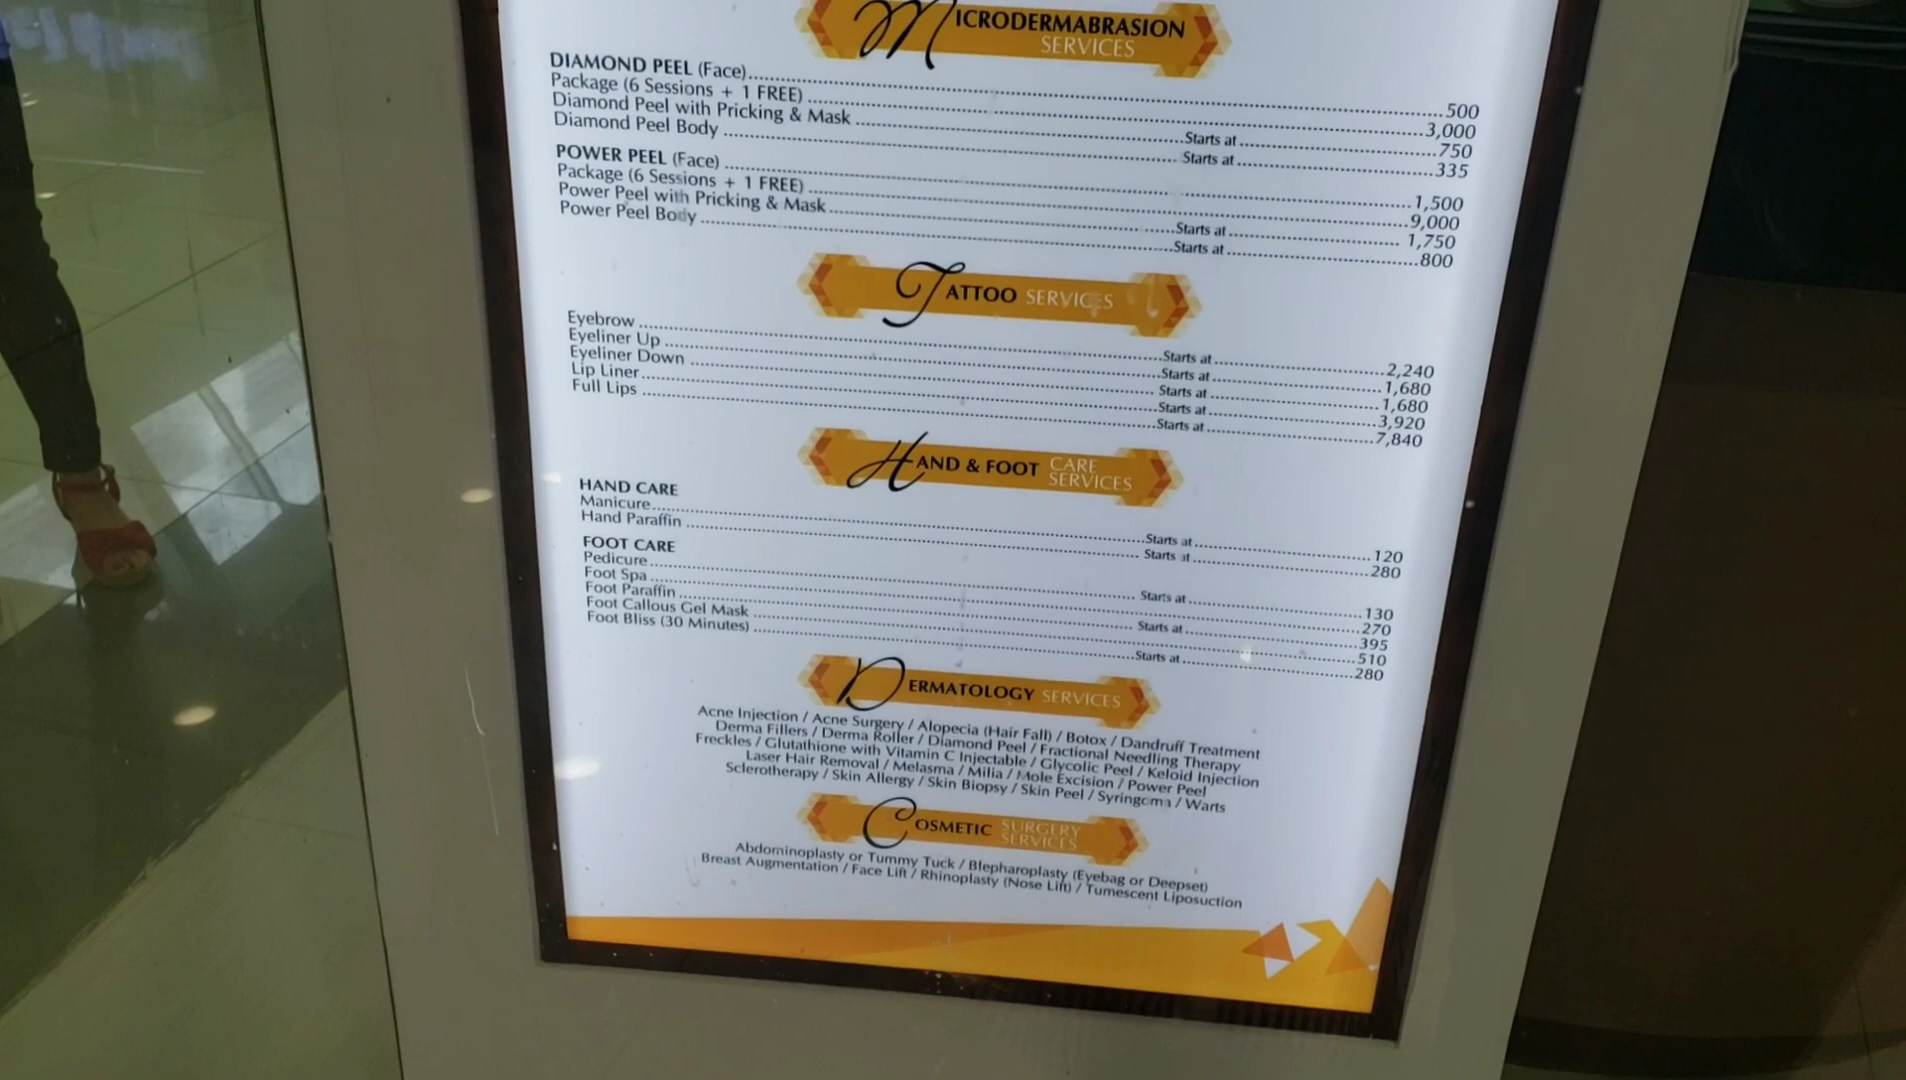 MICRODERMABRASION
SERVICES
DIAMOND PEEL (Face) 500
Package (6 Sessions + 1 FREE) 3,000
Diamond Peel with Pricking & Mask Starts at 750
Diamond Peel Body Starts at 335
POWER PEEL (Face) 1,500
Package (6 Sessions + 1 FREE) 9,000
Power Peel with Pricking & Mask Starts at 1,750
Power Peel Body Starts at 800
TATTOO SERVICES
Eyebrow Starts at 2,240
Eyeliner Up Starts at 1,680
Eyeliner Down Starts at 1,680
Lip Liner Starts at 3,920
Full Lips Starts at 7,840
HAND & FOOT CARE
SERVICES
HAND CARE
Manicure Starts at 120
Hand Paraffin Starts at 280
FOOT CARE
Pedicure Starts at 130
Foot Spa 270
Foot Paraffin Starts at 395
Foot Callous Gel Mask 510
Foot Bliss (30 Minutes) Starts at 280
DERMATOLOGY SERVICES
Acne Injection / Acne Surgery / Alopecia (Hair Fall) / Botox / Dandruff Treatment
Derma Fillers / Derma Roller / Diamond Peel / Fractional Needling Therapy
Freckles / Glutathione with Vitamin C Injectable / Glycolic Peel / Keloid Injection
Laser Hair Removal / Melasma / Milia / Mole Excision / Power Peel
Sclerotherapy / Skin Allergy / Skin Biopsy / Skin Peel / Syringoma / Warts
COSMETIC SURGERY
SERVICES
Abdominoplasty or Tummy Tuck / Blepharoplasty (Eyebag or Deepset)
Breast Augmentation / Face Lift / Rhinoplasty (Nose Lift) / Tumescent Liposuction